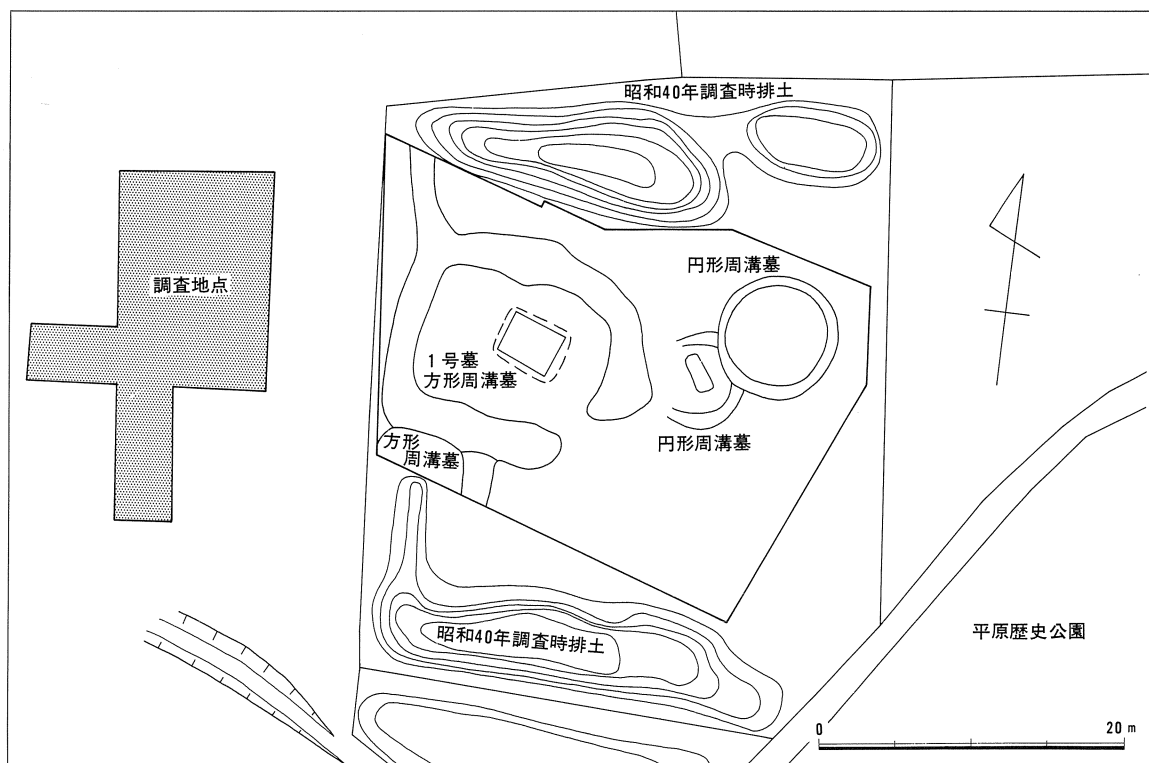 昭和40年調査時排土
調査地点
円形周溝墓
1号墓
方形周溝墓
円形周溝墓
方形
周溝墓
昭和40年調査時排土
平原歴史公園
0
20 m